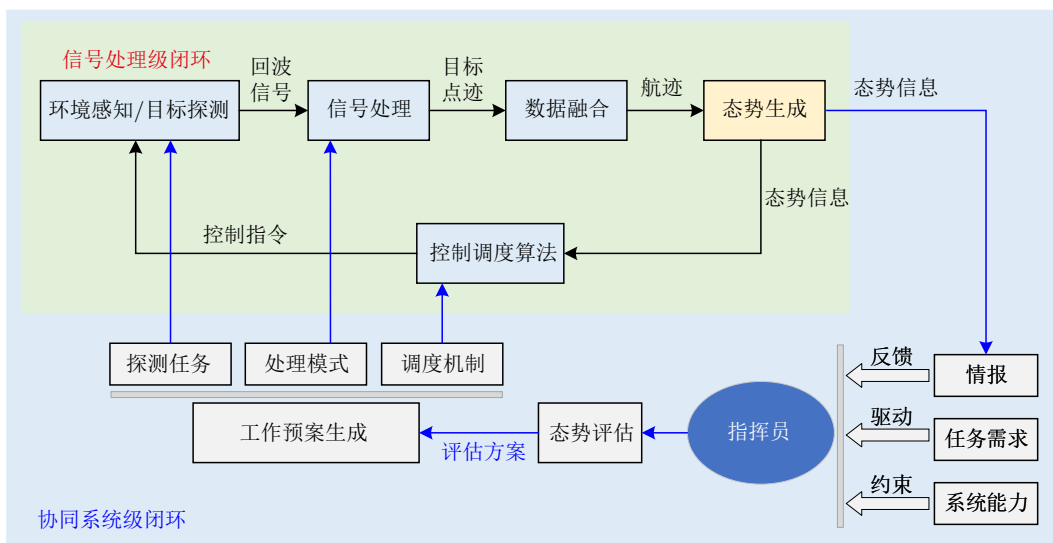 信号处理级闭环
回波
信号
目标
点迹
航迹
态势信息
环境感知/目标探测
信号处理
数据融合
态势生成
态势信息
控制指令
控制调度算法
探测任务
处理模式
调度机制
反馈
情报
工作预案生成
评估方案
态势评估
指挥员
驱动
任务需求
约束
系统能力
协同系统级闭环